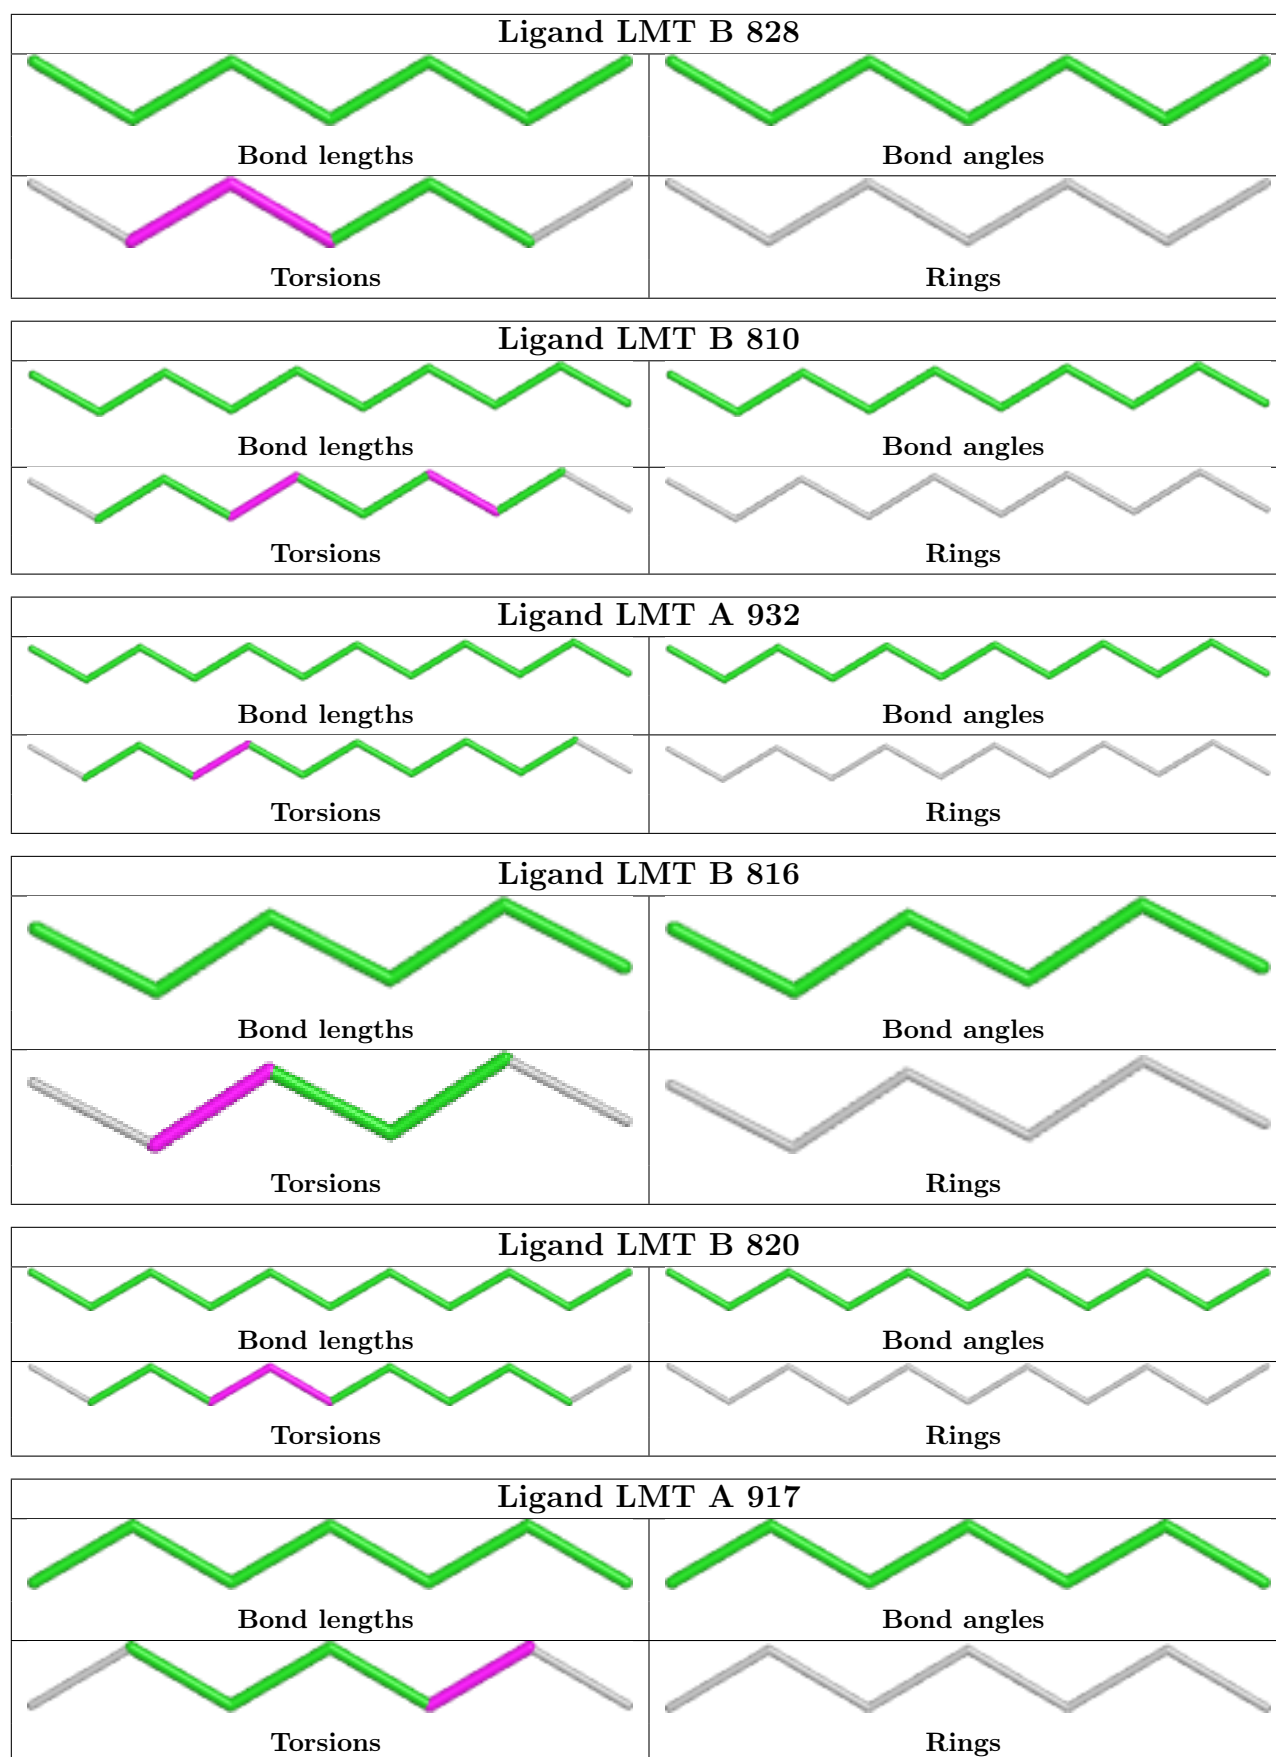 Ligand LMT B 828
Bond lengths Bond angles
Torsions Rings
Ligand LMT B 810
Bond lengths Bond angles
Torsions Rings
Ligand LMT A 932
Bond lengths Bond angles
Torsions Rings
Ligand LMT B 816
Bond lengths Bond angles
Torsions Rings
Ligand LMT B 820
Bond lengths Bond angles
Torsions Rings
Ligand LMT A 917
Bond lengths Bond angles
Torsions Rings